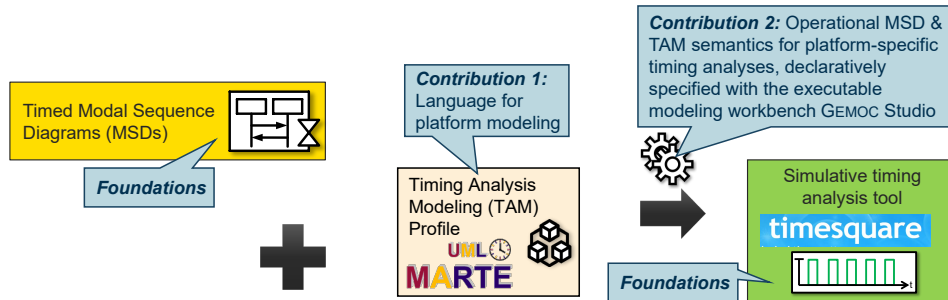 Timed Modal Sequence
Diagrams (MSDs)
Foundations
Contribution 1:
Language for
platform modeling
Timing Analysis
Modeling (TAM)
Profile
UML
MARTE
Contribution 2: Operational MSD &
TAM semantics for platform-specific
timing analyses, declaratively
specified with the executable
modeling workbench GEMOC Studio
Simulative timing
analysis tool
timesquare
t
Foundations